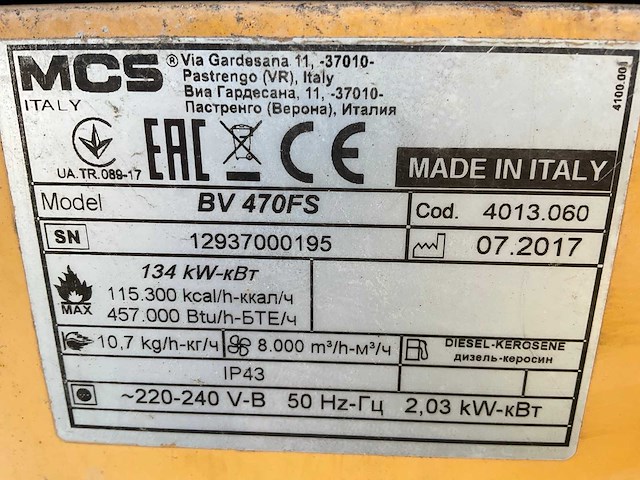 MCS ® Via Gardesana 11, -37010-
Pastrengo (VR), Italy
ITALY
Виа Гардесана, 11, -37010-
Пастренго (Верона), Италия
4100.001
UA.TR.089-17 EAC CE MADE IN ITALY
Model BV 470FS Cod. 4013.060
SN 12937000195 07.2017
134 kW-кВт
115.300 kcal/h-ккал/ч
MAX 457.000 Btu/h-БТЕ/ч
10,7 kg/h-кг/ч 8.000 m³/h-м³/ч DIESEL-KEROSENE
дизель-керосин
IP43
~220-240 V-В 50 Hz-Гц 2,03 kW-кВт